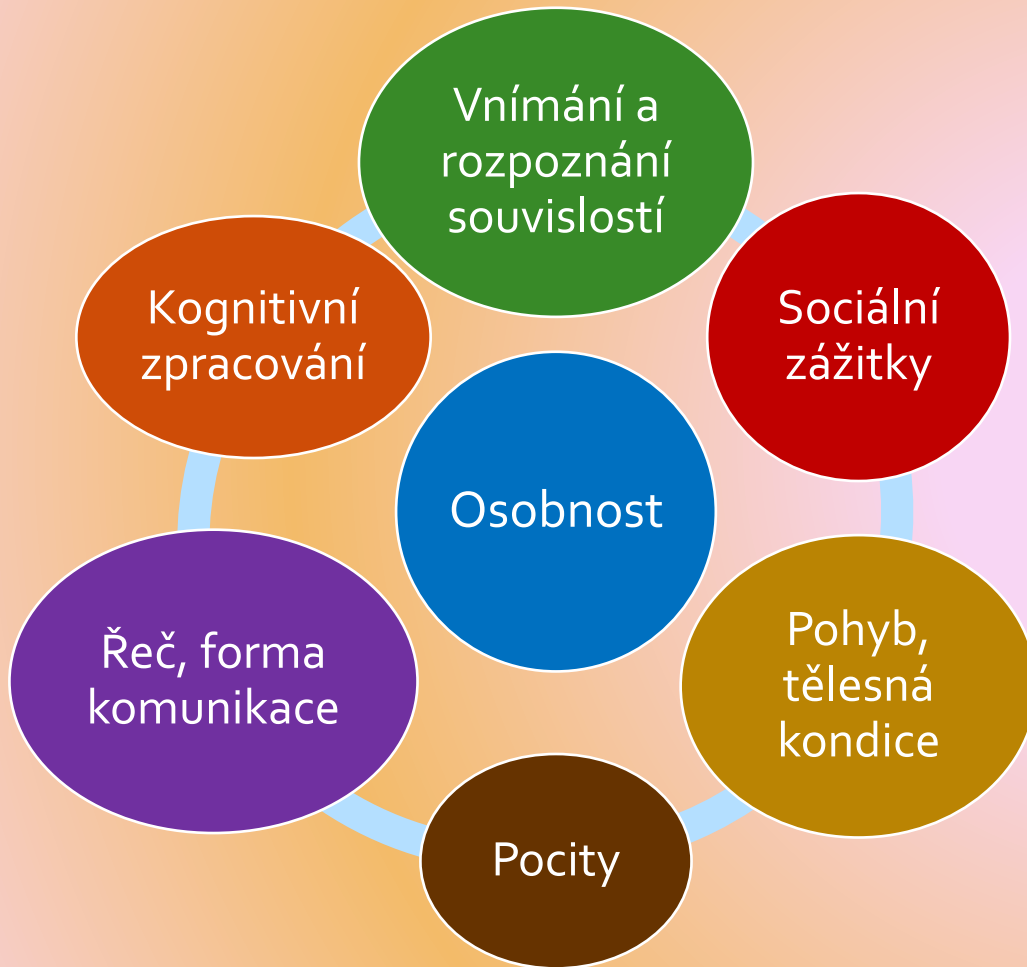 Vnímání a
rozpoznání
souvislostí
Sociální
zážitky
Kognitivní
zpracování
Osobnost
Pohyb,
tělesná
kondice
Řeč, forma
komunikace
Pocity